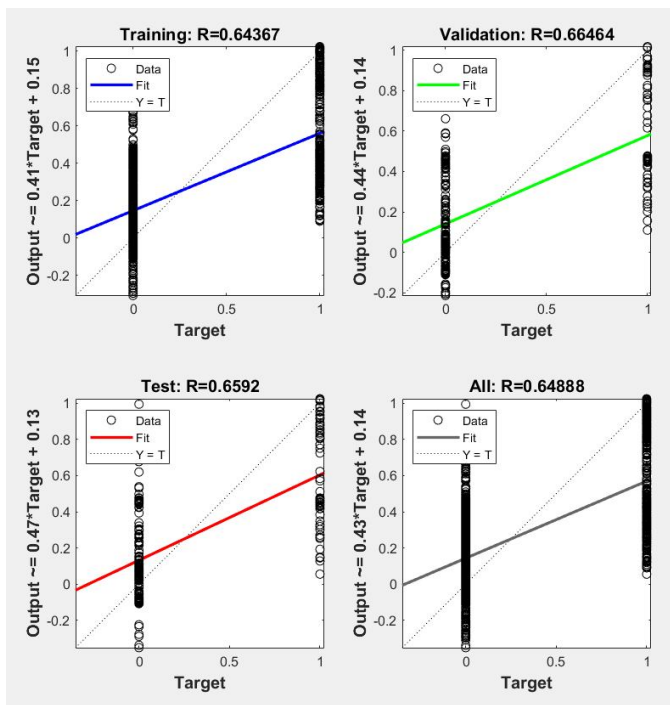 Training: R=0.64367
Output ~= 0.41*Target + 0.15
1
0.8
0.6
0.4
0.2
0
-0.2
Data
Fit
Y = T
0
0.5
1
Target
Validation: R=0.66464
Output ~= 0.44*Target + 0.14
1
0.8
0.6
0.4
0.2
0
-0.2
Data
Fit
Y = T
0
0.5
1
Target
Test: R=0.6592
Output ~= 0.47*Target + 0.13
1
0.8
0.6
0.4
0.2
0
-0.2
Data
Fit
Y = T
0
0.5
1
Target
All: R=0.64888
Output ~= 0.43*Target + 0.14
1
0.8
0.6
0.4
0.2
0
-0.2
Data
Fit
Y = T
0
0.5
1
Target